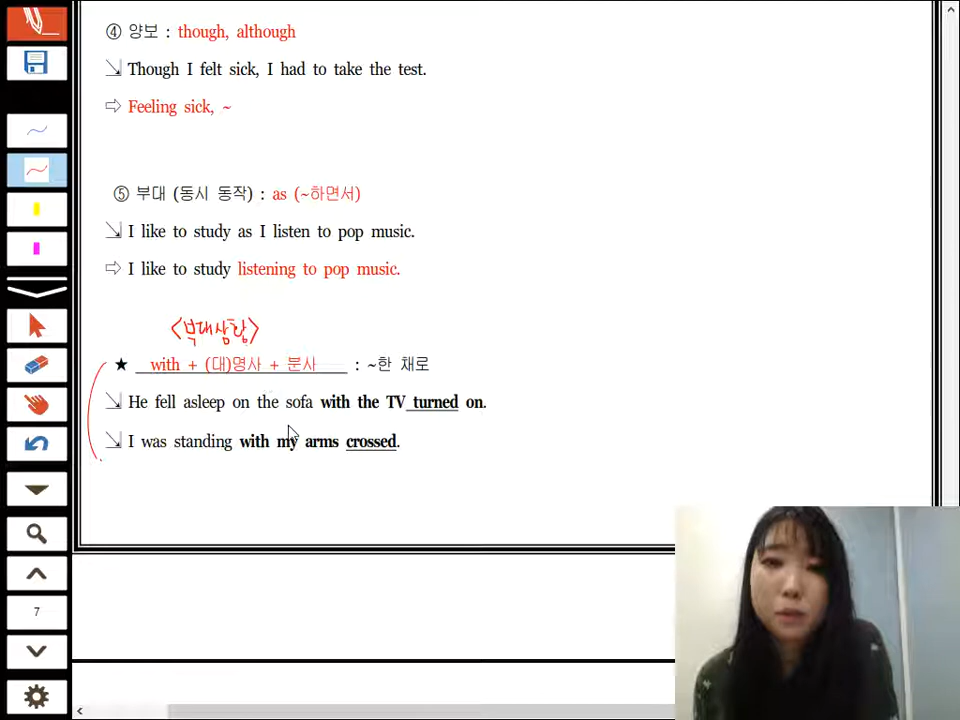 ④ 양보 : though, although
↘ Though I felt sick, I had to take the test.
⇨ Feeling sick, ~
⑤ 부대 (동시 동작) : as (~하면서)
↘ I like to study as I listen to pop music.
⇨ I like to study listening to pop music.
<부대상황>
★ with + (대)명사 + 분사 : ~한 채로
↘ He fell asleep on the sofa with the TV turned on.
↘ I was standing with my arms crossed.
7